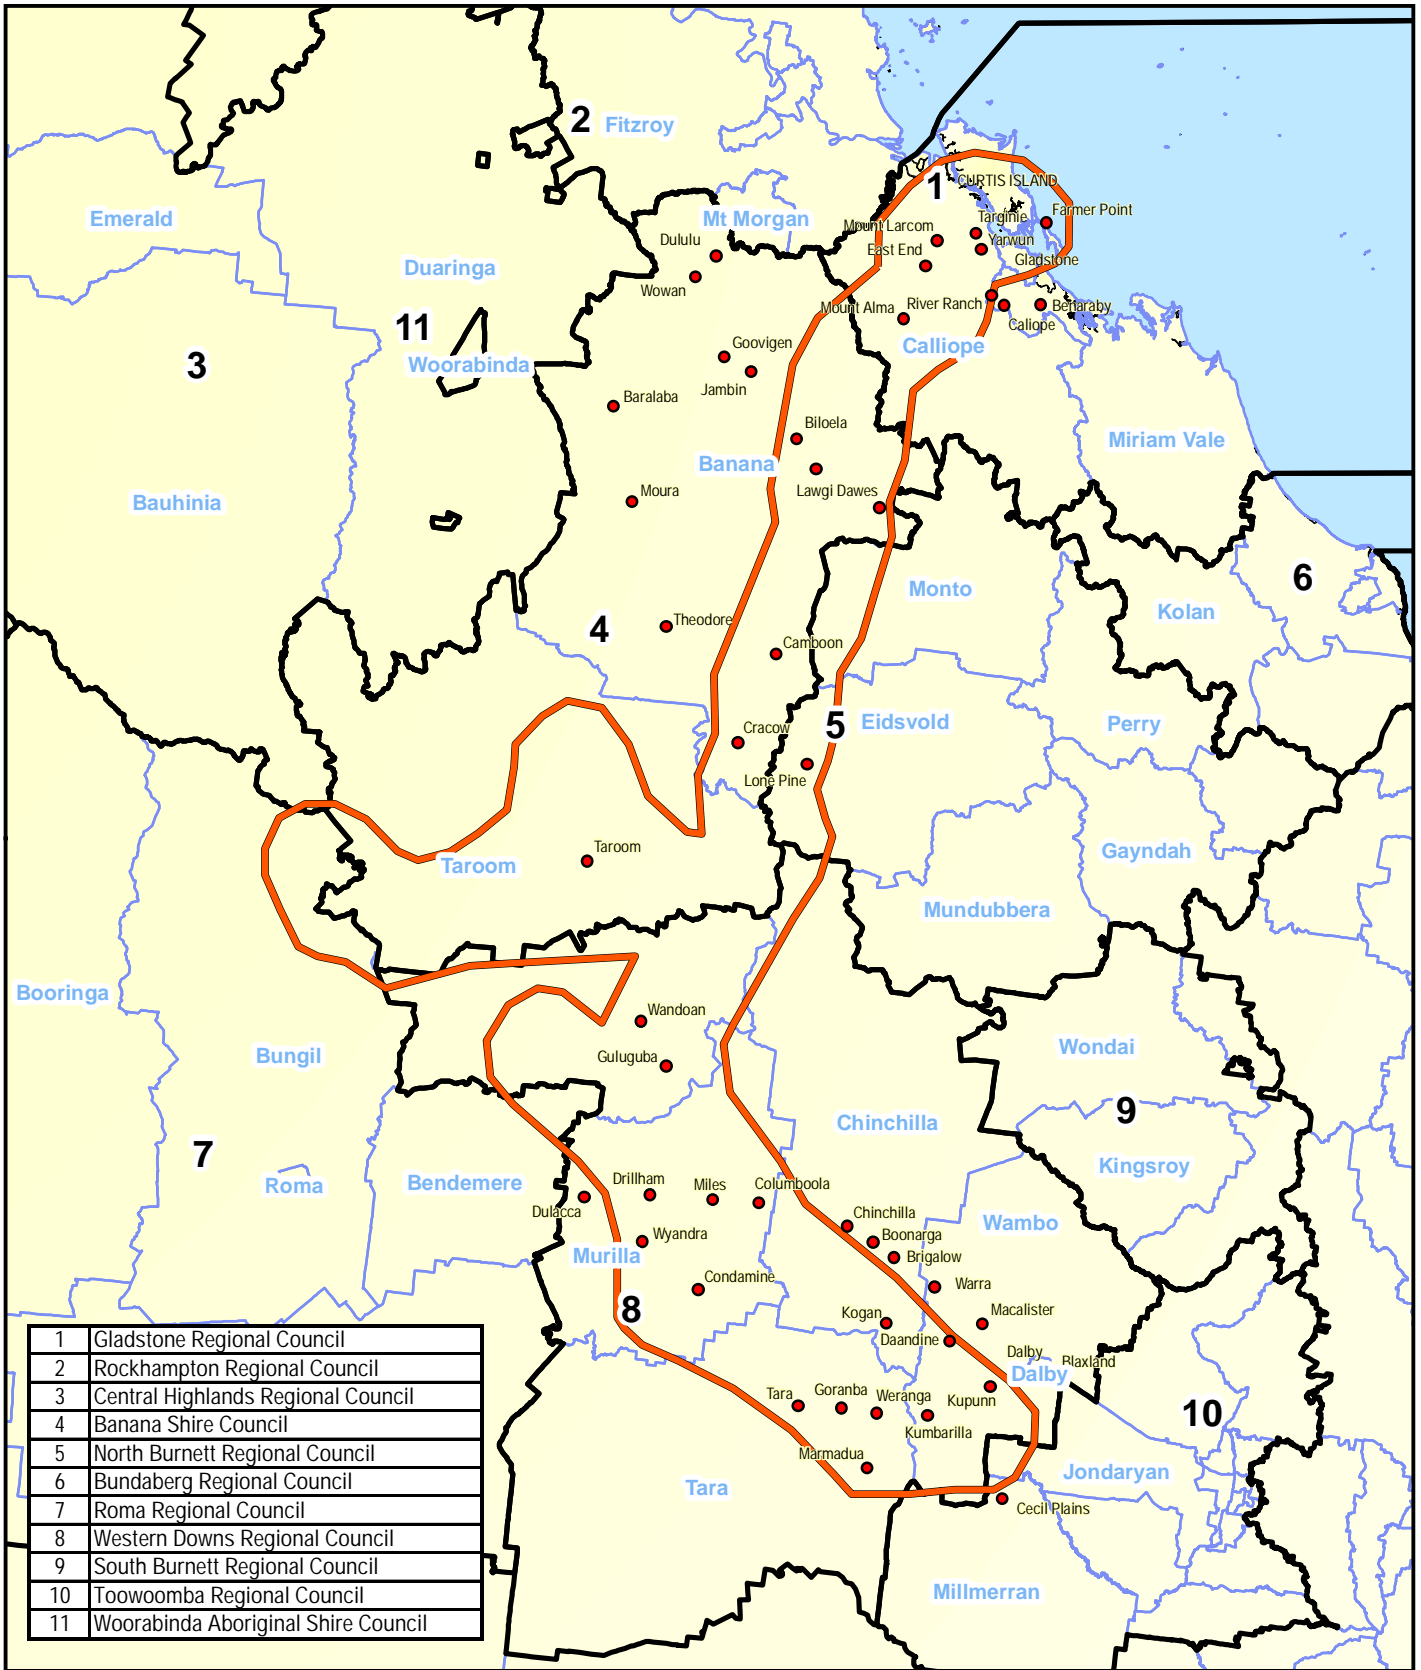 2
Fitzroy
1
CURTIS ISLAND
Emerald
Mt Morgan
Farmer Point
Targinie
Mount Larcom
Dululu
Yarwun
East End
Duaringa
Gladstone
Wowan
Mount Alma
River Ranch
Benaraby
Caliope
11
Goovigen
Calliope
3
Woorabinda
Jambin
Baralaba
Biloela
Miriam Vale
Banana
Moura
Lawgi Dawes
Bauhinia
6
Monto
Kolan
4
Theodore
Camboon
5
Eidsvold
Perry
Cracow
Lone Pine
Taroom
Gayndah
Taroom
Mundubbera
Booringa
Wandoan
Wondai
Bungil
Guluguba
9
Chinchilla
7
Kingsroy
Roma
Bendemere
Drillham
Miles
Columboola
Dulacca
Chinchilla
Wambo
Wyandra
Boonarga
Murilla
Brigalow
Condamine
Warra
8
Kogan
Macalister
Daandine
Dalby
Blaxland
Dalby
Tara
Goranba
Weranga
Kupunn
10
Kumbarilla
Marmadua
Jondaryan
Tara
Cecil Plains
Millmerran
1 Gladstone Regional Council
2 Rockhampton Regional Council
3 Central Highlands Regional Council
4 Banana Shire Council
5 North Burnett Regional Council
6 Bundaberg Regional Council
7 Roma Regional Council
8 Western Downs Regional Council
9 South Burnett Regional Council
10 Toowoomba Regional Council
11 Woorabinda Aboriginal Shire Council